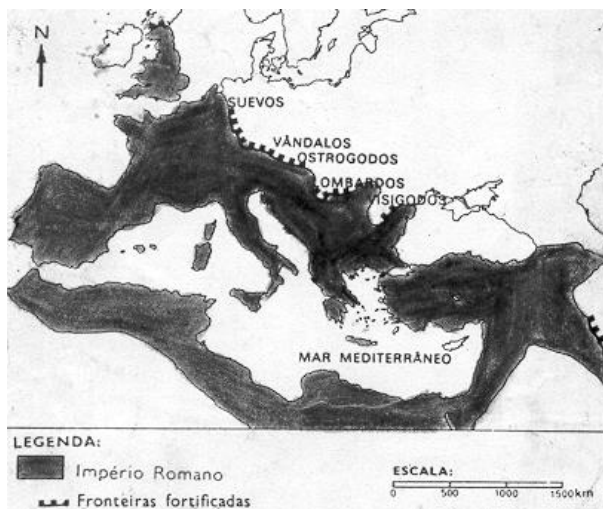 N
SUEVOS
VÂNDALOS
OSTROGODOS
LOMBARDOS
VISIGODOS
MAR MEDITERRÂNEO
LEGENDA:
Império Romano
Fronteiras fortificadas
ESCALA:
0 500 1000 1500km